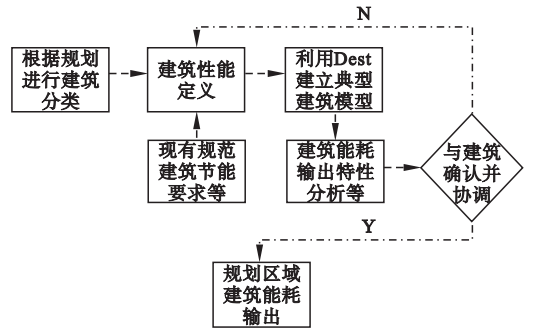 N
根据规划
进行建筑
分类
建筑性能
定义
利用Dest
建立典型
建筑模型
现有规范
建筑节能
要求等
建筑能耗
输出特性
分析等
与建筑
确认并
协调
Y
规划区域
建筑能耗
输出